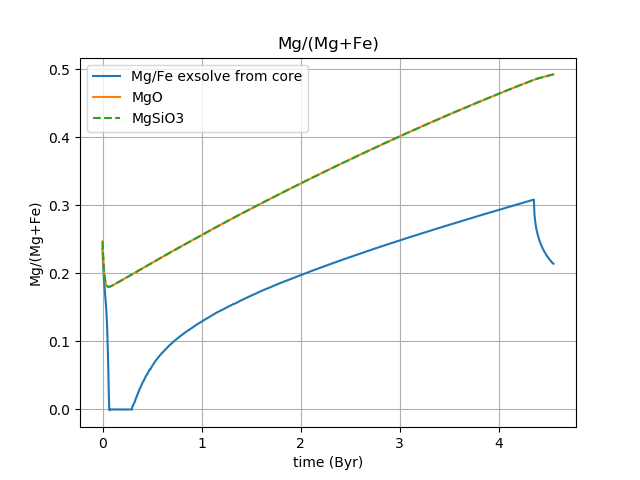 Mg/(Mg+Fe)
Mg/Fe exsolve from core
MgO
MgSiO3
Mg/(Mg+Fe)
0.5
0.4
0.3
0.2
0.1
0.0
0 1 2 3 4
time (Byr)